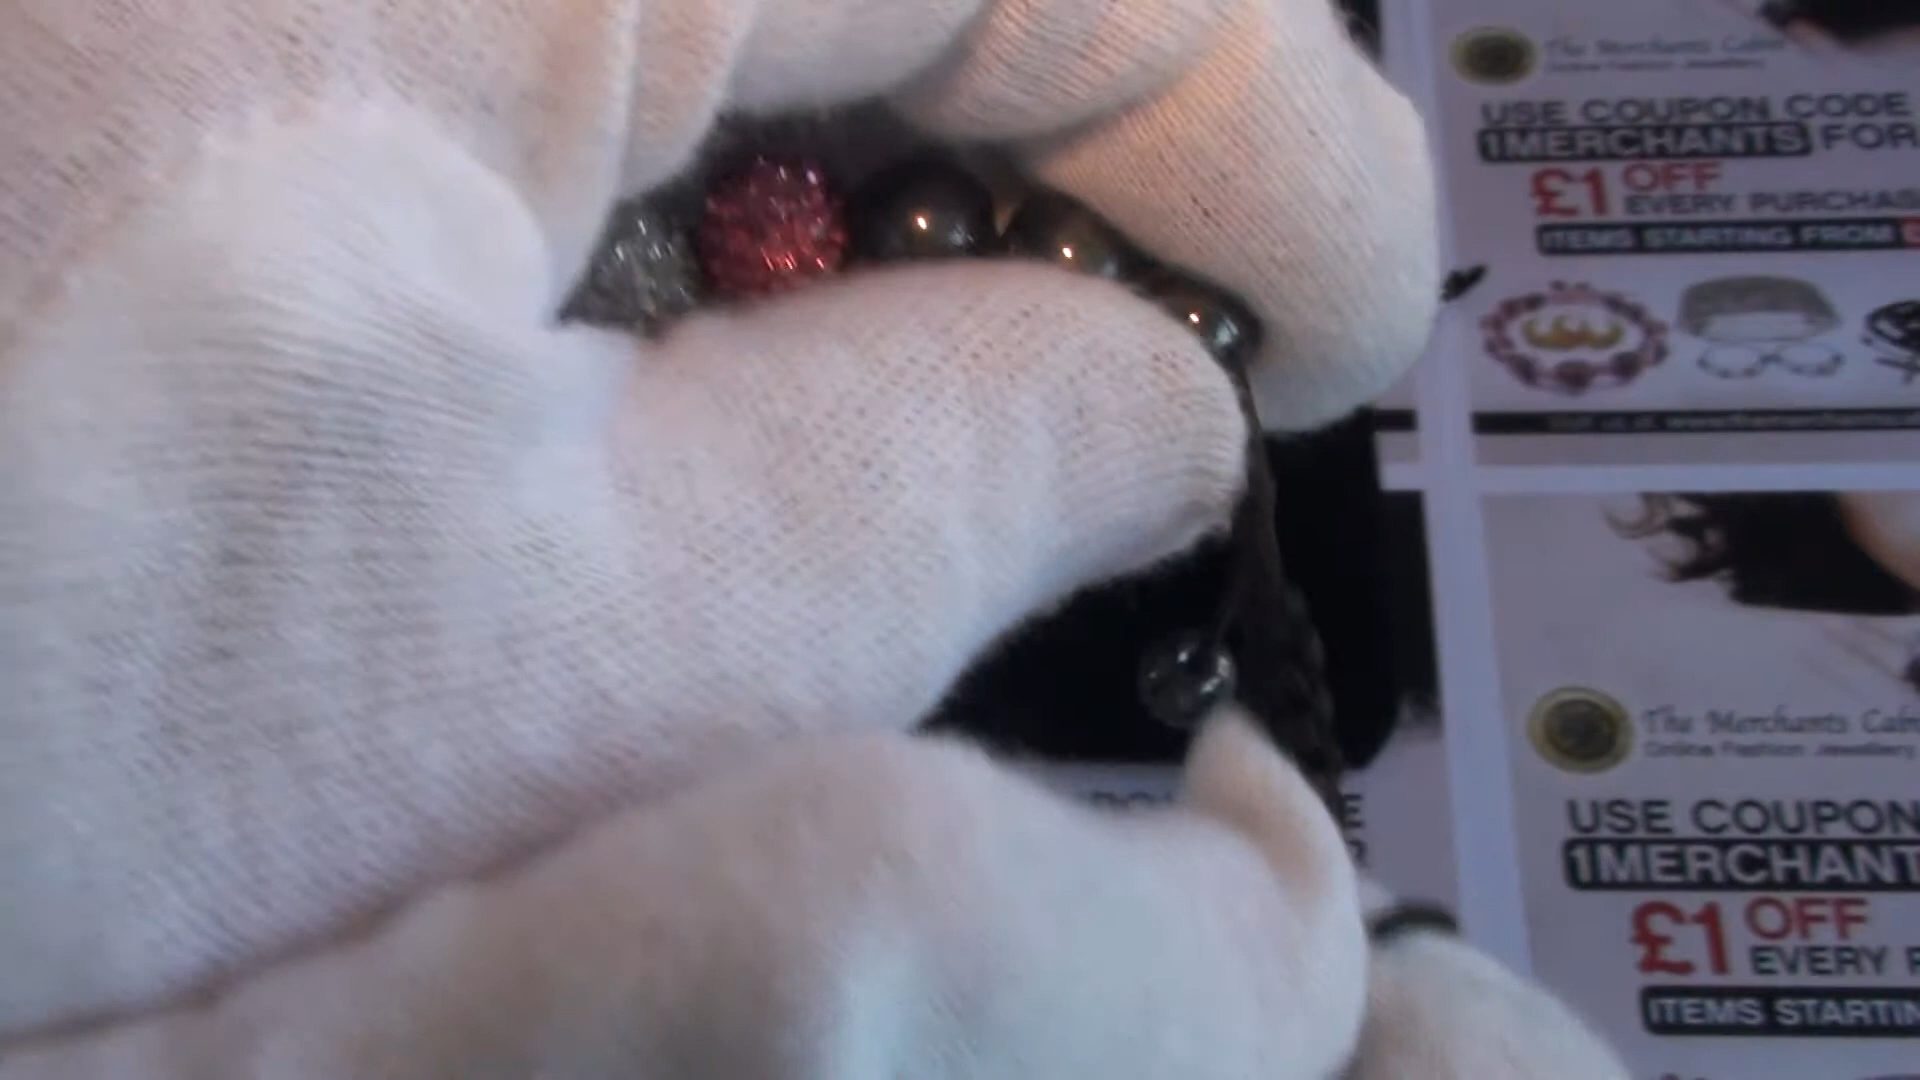 The Merchants Cabin
Online Fashion Jewellery
USE COUPON CODE
1MERCHANTS FOR
£1 OFF
EVERY PURCHAS
ITEMS STARTING FROM
The Merchants Cabi
Online Fashion Jewellery
USE COUPON
1MERCHANT
£1 OFF
EVERY P
ITEMS STARTIN